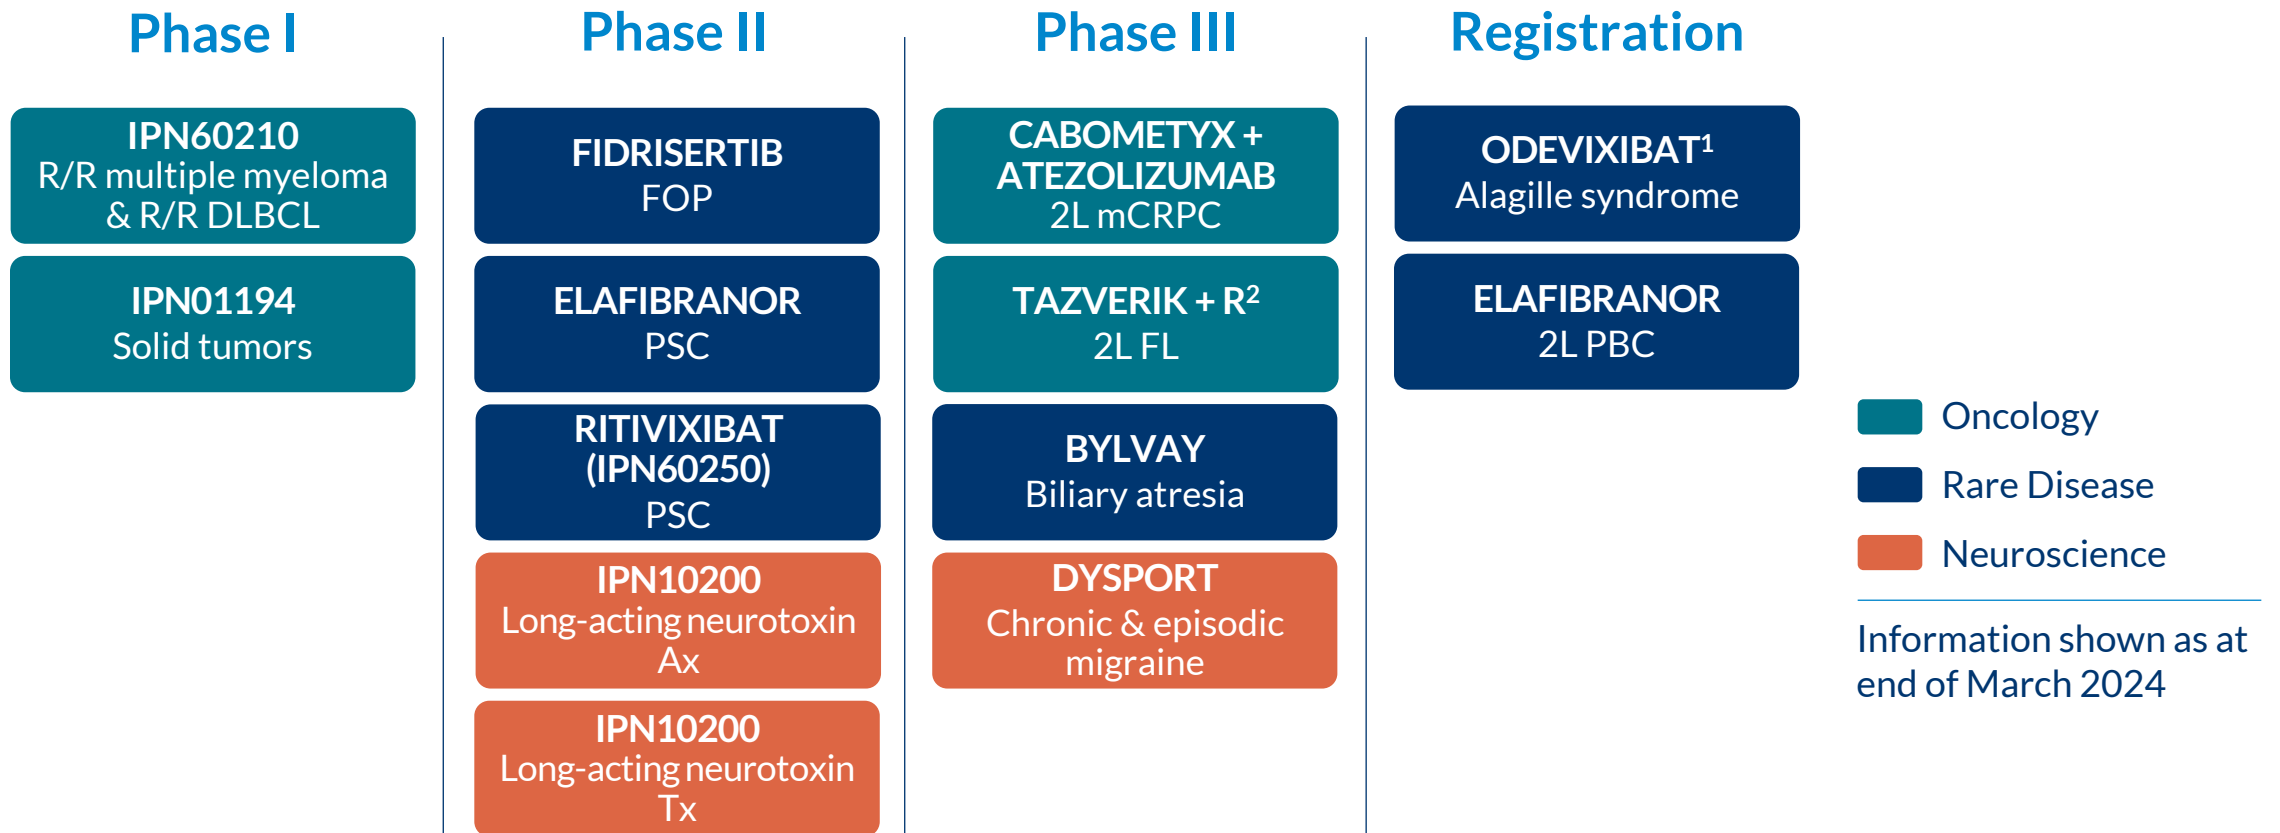 Phase I
IPN60210
R/R multiple myeloma
& R/R DLBCL
IPN01194
Solid tumors
Phase II
FIDRISERTIB
FOP
ELAFIBRANOR
PSC
RITIVIXIBAT
(IPN60250)
PSC
IPN10200
Long-acting neurotoxin
Ax
IPN10200
Long-acting neurotoxin
Tx
Phase III
CABOMETYX +
ATEZOLIZUMAB
2L mCRPC
TAZVERIK + R²
2L FL
BYLVAY
Biliary atresia
DYSPORT
Chronic & episodic
migraine
Registration
ODEVIXIBAT¹
Alagille syndrome
ELAFIBRANOR
2L PBC
Oncology
Rare Disease
Neuroscience
Information shown as at
end of March 2024